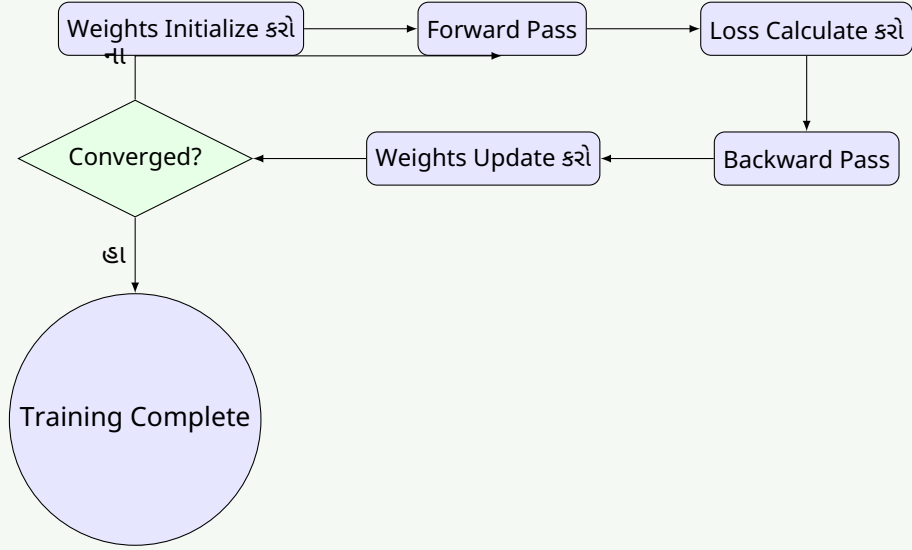 Weights Initialize કરો
Forward Pass
Loss Calculate કરો
Converged?
Weights Update કરો
Backward Pass
હા
Training Complete